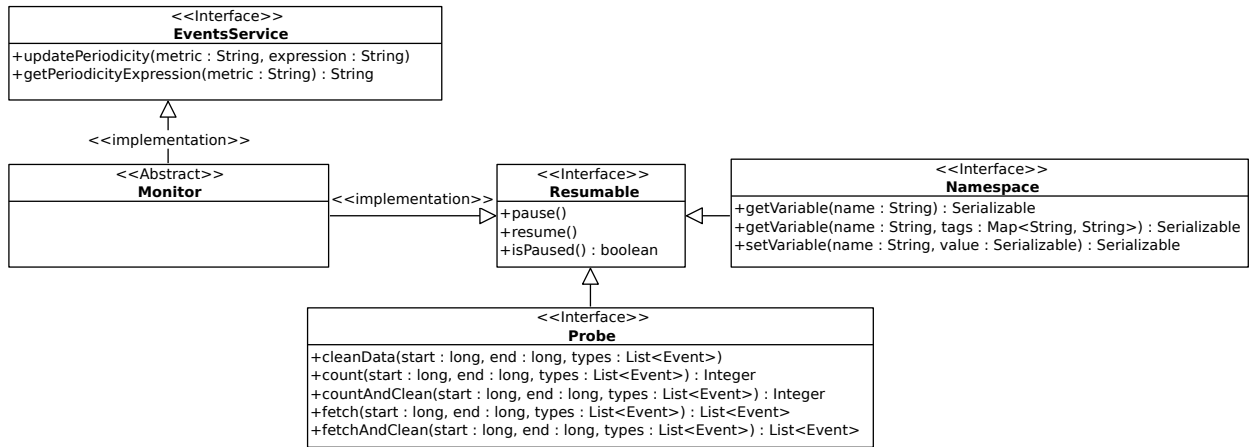 <<Interface>>
EventsService
+updatePeriodicity(metric : String, expression : String)
+getPeriodicityExpression(metric : String) : String
<<implementation>>
<<Abstract>>
Monitor
<<implementation>>
<<Interface>>
Resumable
+pause()
+resume()
+isPaused() : boolean
<<Interface>>
Namespace
+getVariable(name : String) : Serializable
+getVariable(name : String, tags : Map<String, String>) : Serializable
+setVariable(name : String, value : Serializable) : Serializable
<<Interface>>
Probe
+cleanData(start : long, end : long, types : List<Event>)
+count(start : long, end : long, types : List<Event>) : Integer
+countAndClean(start : long, end : long, types : List<Event>) : Integer
+fetch(start : long, end : long, types : List<Event>) : List<Event>
+fetchAndClean(start : long, end : long, types : List<Event>) : List<Event>